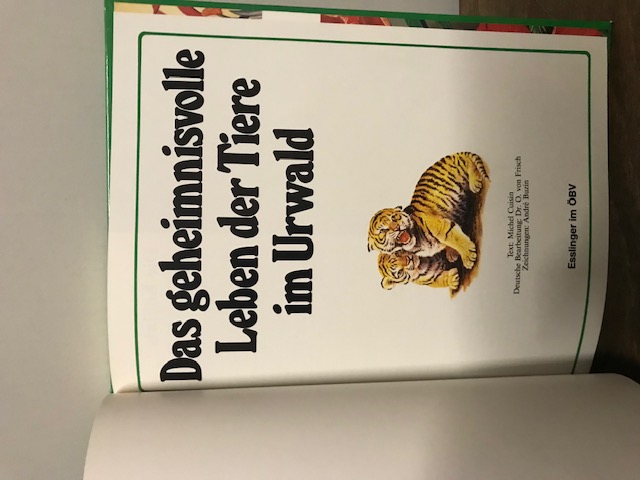 Das geheimnisvolle
Leben der Tiere
im Urwald
Text: Michel Cuisin
Deutsche Bearbeitung: Dr. O. von Frisch
Zeichnungen: André Buzin
Esslinger im ÖBV